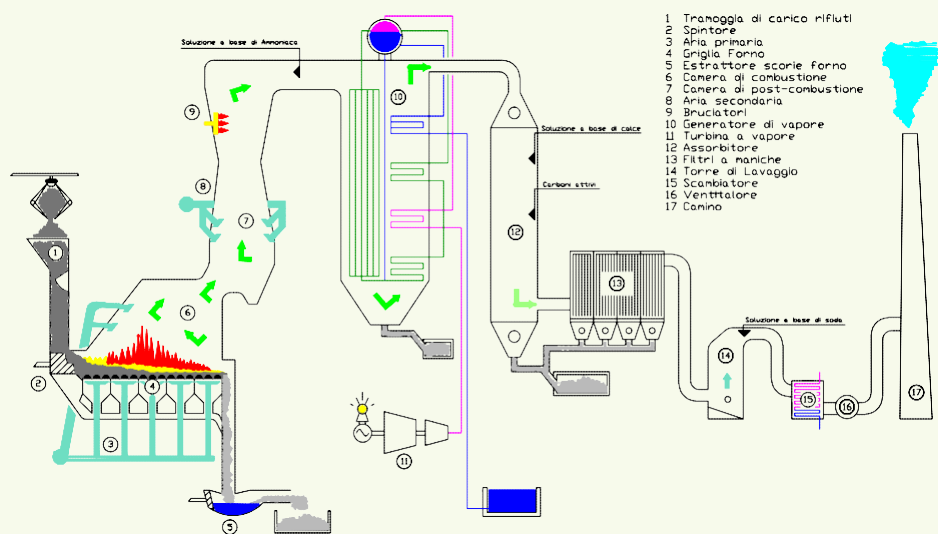 Soluzione a base di Ammoniaca
1 Tramoggia di carico rifiuti
2 Spintore
3 Aria primaria
4 Griglia Forno
5 Estrattore scorie forno
6 Camera di combustione
7 Camera di post-combustione
8 Aria secondaria
9 Bruciatori
10 Generatore di vapore
11 Turbina a vapore
12 Assorbitore
13 Filtri a maniche
14 Torre di Lavaggio
15 Scambiatore
16 Ventitalore
17 Camino
10
9
Soluzione a base di calce
8
Carboni attivi
7
12
1
13
6
Soluzione a base di soda
14
2
4
15
16
17
3
11
5